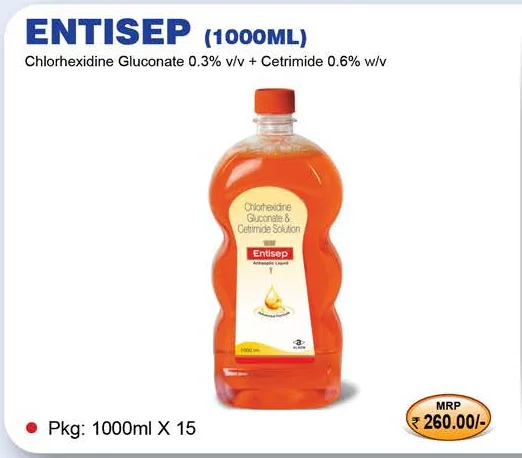 ENTISEP (1000ML)
Chlorhexidine Gluconate 0.3% v/v + Cetrimide 0.6% w/v
Chlorhexidine
Gluconate &
Cetrimide Solution
Entisep
Antiseptic Liquid
1000 ml
Pkg: 1000ml X 15
MRP
₹ 260.00/-